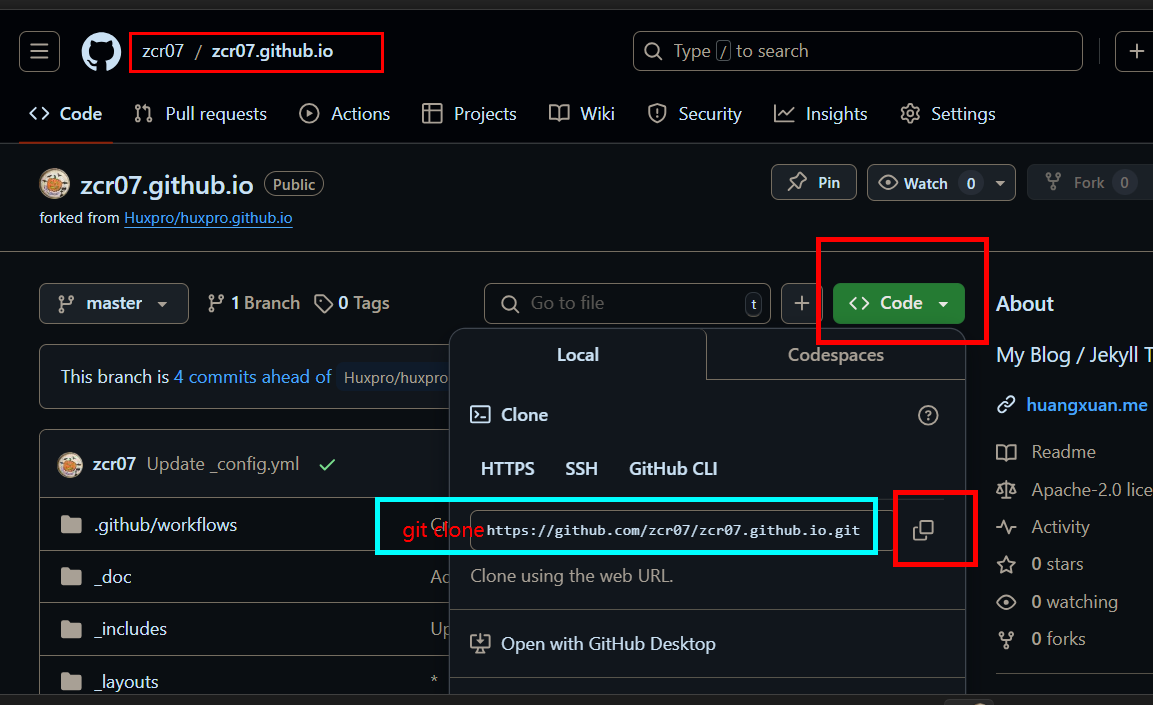 zcr07 / zcr07.github.io
Type / to search
Code Pull requests Actions Projects Wiki Security Insights Settings
zcr07.github.io Public
Pin Watch 0 Fork 0
forked from Huxpro/huxpro.github.io
master 1 Branch 0 Tags
Go to file t
Code
About
Local Codespaces
My Blog / Jekyll T
This branch is 4 commits ahead of Huxpro/huxpro
Clone
huangxuan.me
zcr07 Update _config.yml
HTTPS SSH GitHub CLI
Readme
Apache-2.0 lice
.github/workflows
git clone https://github.com/zcr07/zcr07.github.io.git
Activity
_doc Ac
Clone using the web URL.
0 stars
0 watching
_includes Up
Open with GitHub Desktop
0 forks
_layouts *